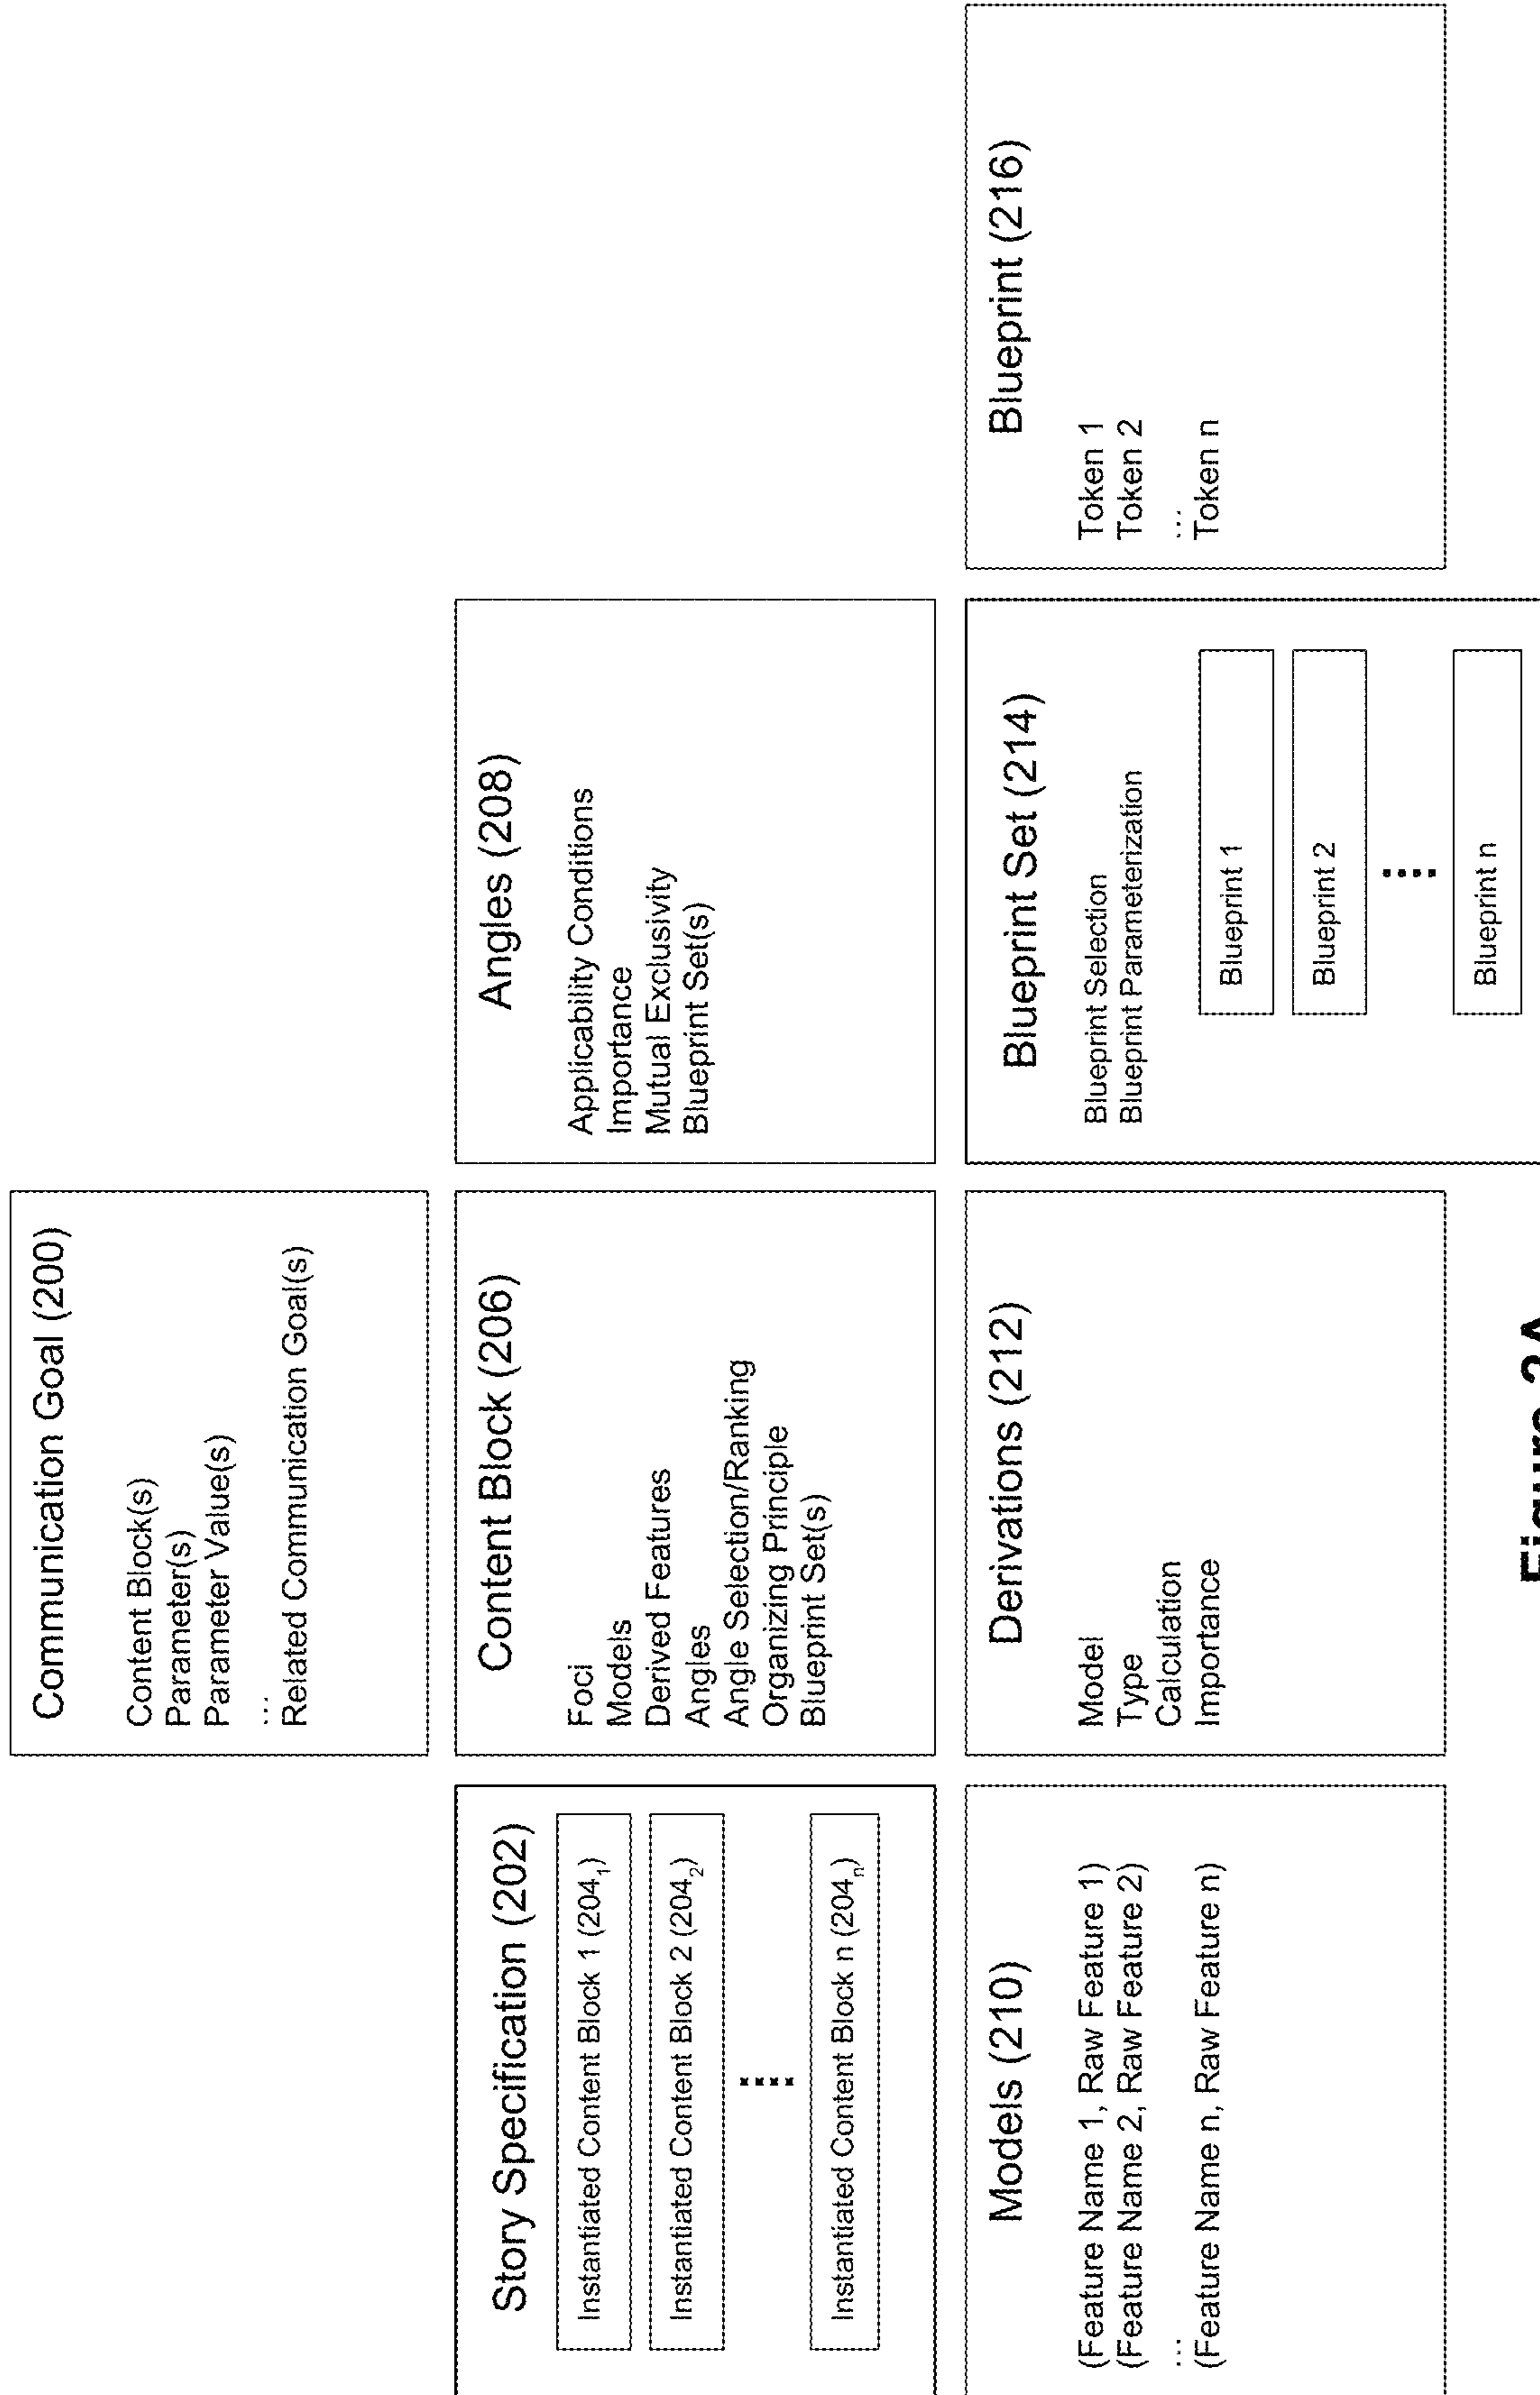 Communication Goal (200)
Content Block(s)
Parameter(s)
Parameter Value(s)
...
Related Communication Goal(s)
Story Specification (202)
Instantiated Content Block 1 (204₁)
Instantiated Content Block 2 (204₂)
Instantiated Content Block n (204ₙ)
Content Block (206)
Foci
Models
Derived Features
Angles
Angle Selection/Ranking
Organizing Principle
Blueprint Set(s)
Angles (208)
Applicability Conditions
Importance
Mutual Exclusivity
Blueprint Set(s)
Models (210)
(Feature Name 1, Raw Feature 1)
(Feature Name 2, Raw Feature 2)
...
(Feature Name n, Raw Feature n)
Derivations (212)
Model
Type
Calculation
Importance
Blueprint Set (214)
Blueprint Selection
Blueprint Parameterization
Blueprint 1
Blueprint 2
Blueprint n
Blueprint (216)
Token 1
Token 2
...
Token n
Figure 2A